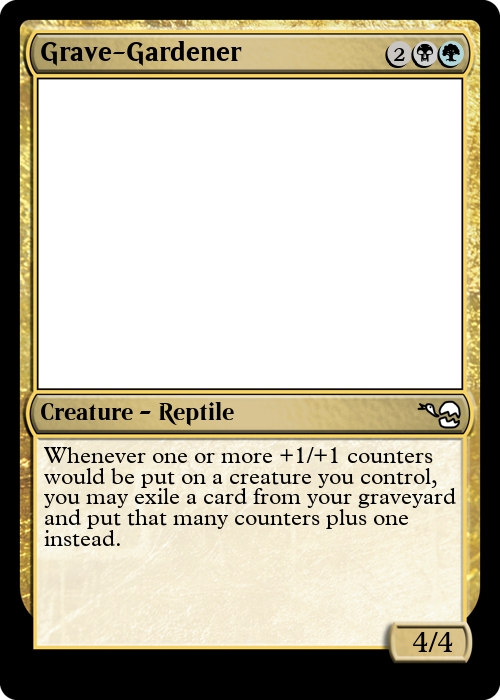 Grave-Gardener 2
Creature - Reptile
Whenever one or more +1/+1 counters
would be put on a creature you control,
you may exile a card from your graveyard
and put that many counters plus one
instead.
4/4